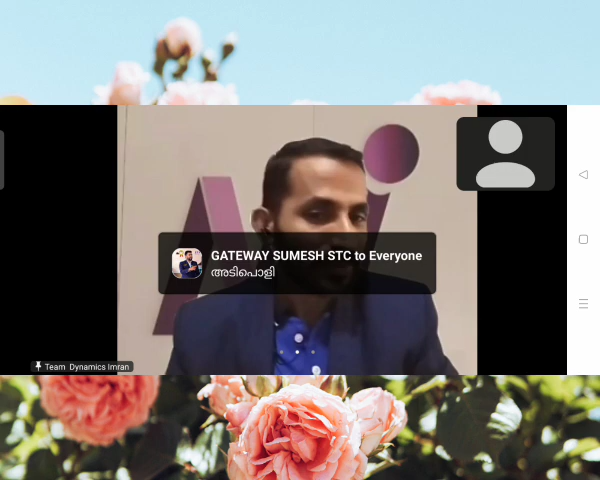 GATEWAY SUMESH STC to Everyone
അടിപൊളി
Team Dynamics Imran